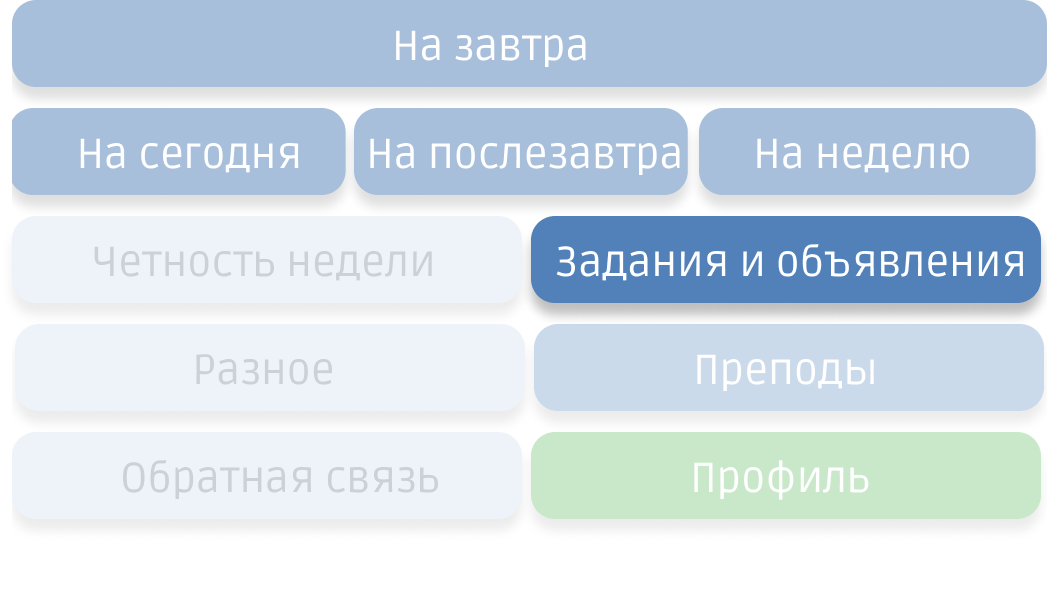 На завтра
На сегодня На послезавтра На неделю
Четность недели Задания и объявления
Разное Преподы
Обратная связь Профиль